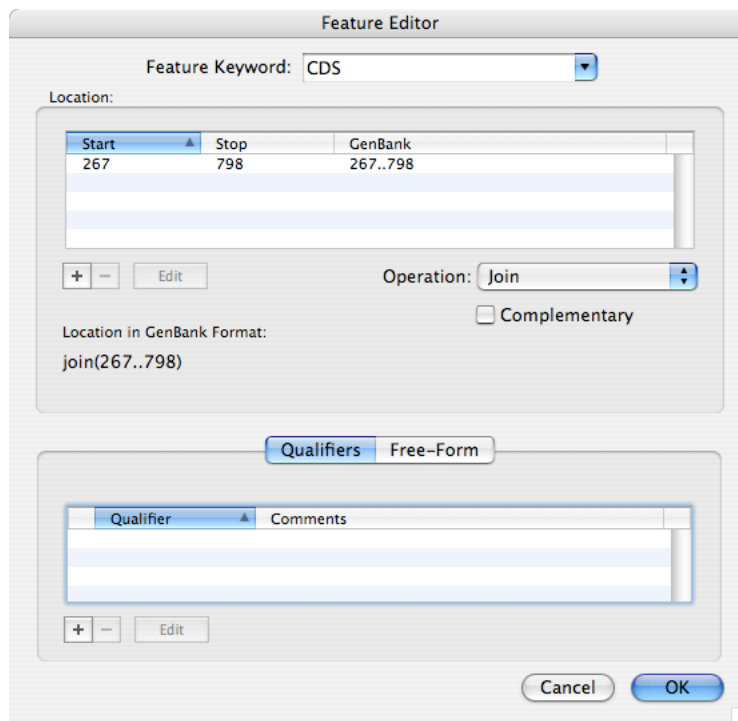 Feature Editor
Feature Keyword: CDS
Location:
Start Stop GenBank
267 798 267..798
+ − Edit Operation: Join
Complementary
Location in GenBank Format:
join(267..798)
Qualifiers Free-Form
Qualifier Comments
+ − Edit
Cancel OK